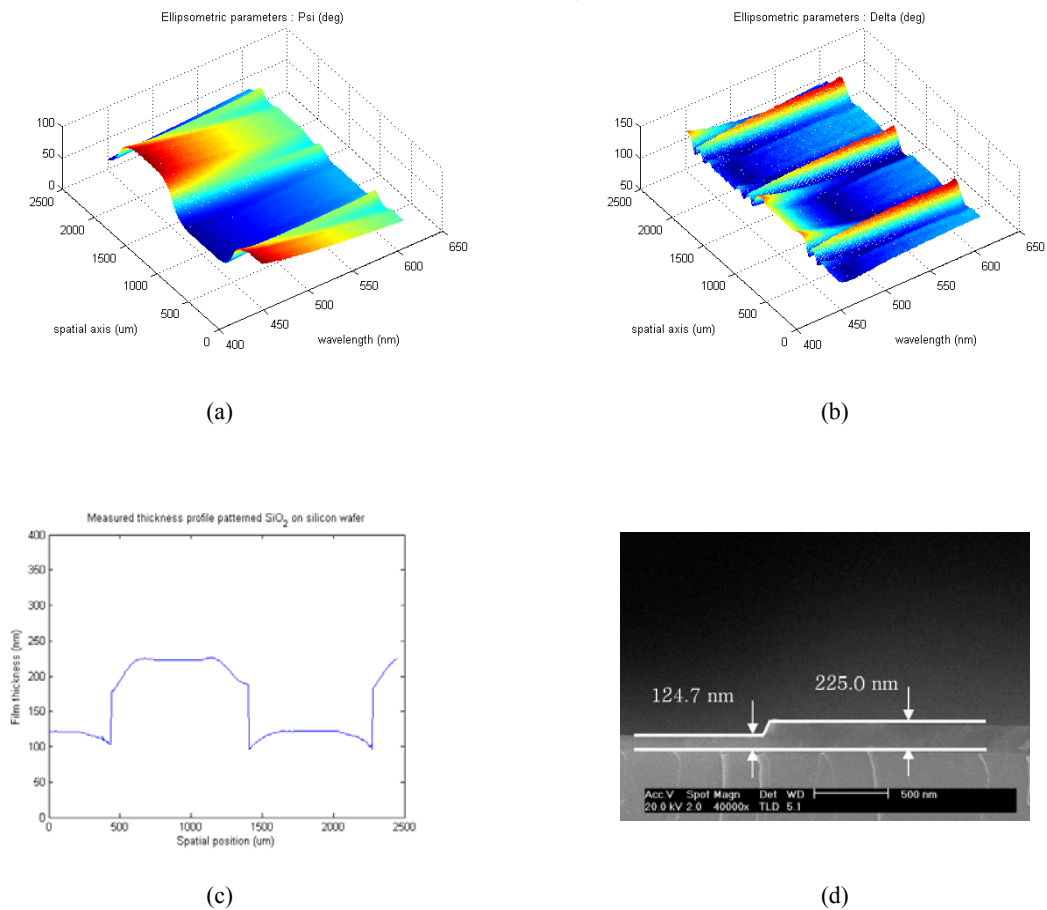 Ellipsometric parameters : Psi (deg)
100
50
0
2500
2000
1500
1000
500
0
400
450
500
550
600
650
spatial axis (um)
wavelength (nm)
(a)
Ellipsometric parameters : Delta (deg)
150
100
50
2500
2000
1500
1000
500
0
400
450
500
550
600
650
spatial axis (um)
wavelength (nm)
(b)
Measured thickness profile patterned SiO2 on silicon wafer
400
350
300
250
200
150
100
50
0
0
500
1000
1500
2000
2500
Film thickness (nm)
Spatial position (um)
(c)
124.7 nm
225.0 nm
Acc.V Spot Magn Det WD 500 nm
20.0 kV 2.0 40000x TLD 5.1
(d)